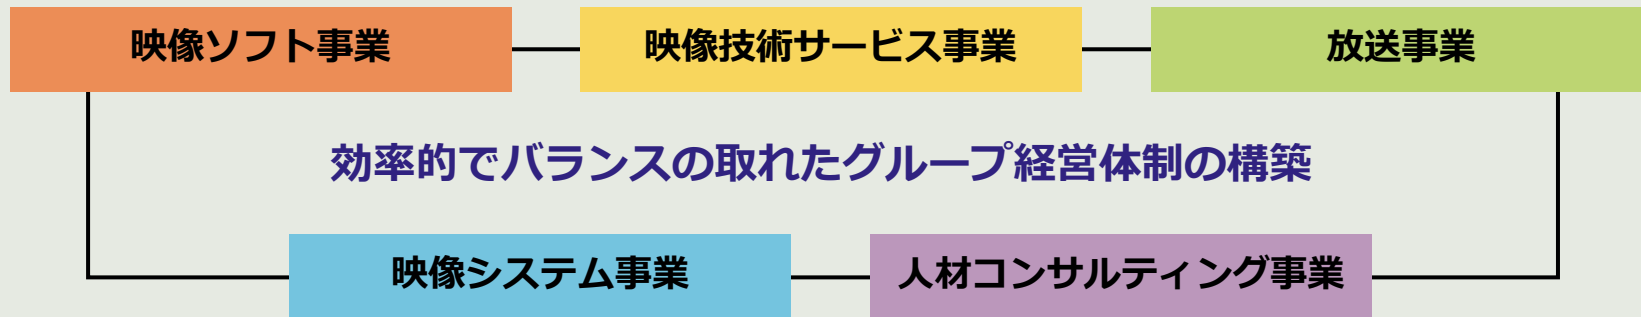 映像ソフト事業
映像技術サービス事業
放送事業
効率的でバランスの取れたグループ経営体制の構築
映像システム事業
人材コンサルティング事業